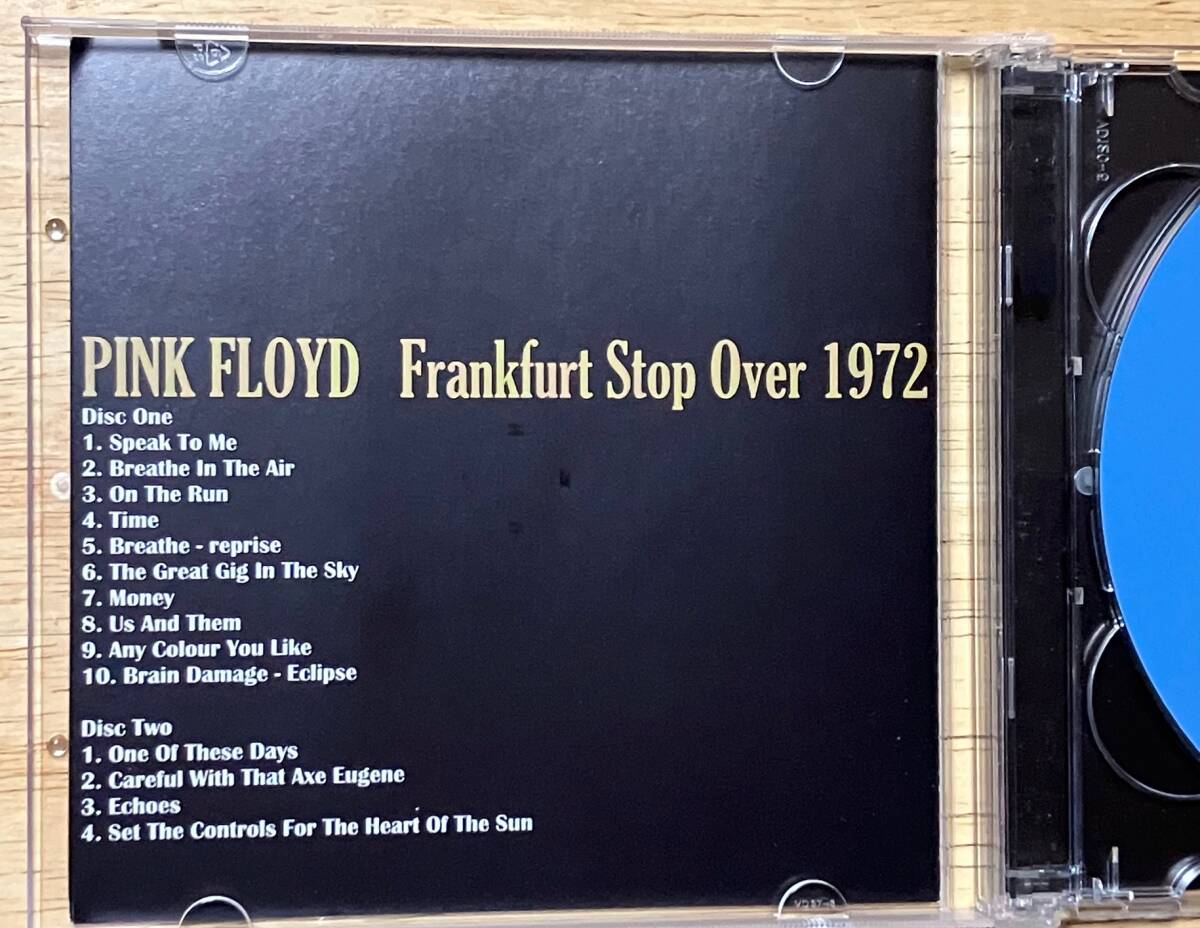 PINK FLOYD Frankfurt Stop Over 1972
Disc One
1. Speak To Me
2. Breathe In The Air
3. On The Run
4. Time
5. Breathe - reprise
6. The Great Gig In The Sky
7. Money
8. Us And Them
9. Any Colour You Like
10. Brain Damage - Eclipse
Disc Two
1. One Of These Days
2. Careful With That Axe Eugene
3. Echoes
4. Set The Controls For The Heart Of The Sun